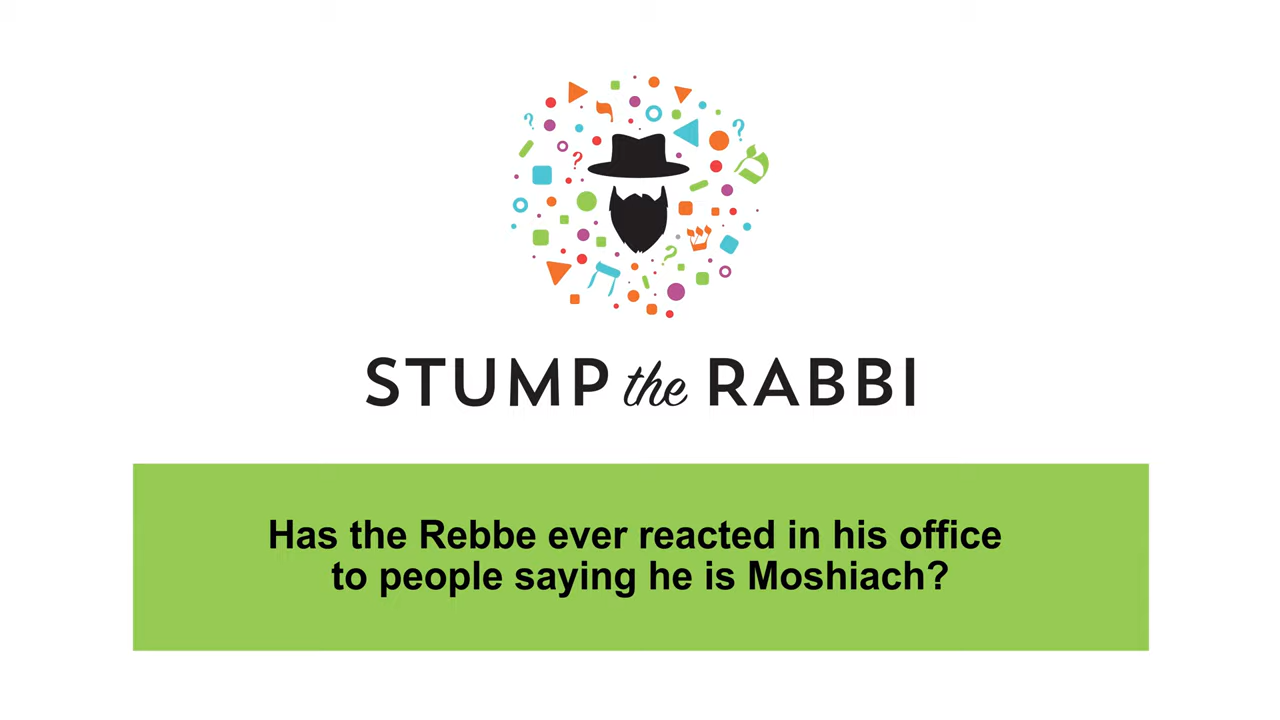 STUMP the RABBI
Has the Rebbe ever reacted in his office
to people saying he is Moshiach?